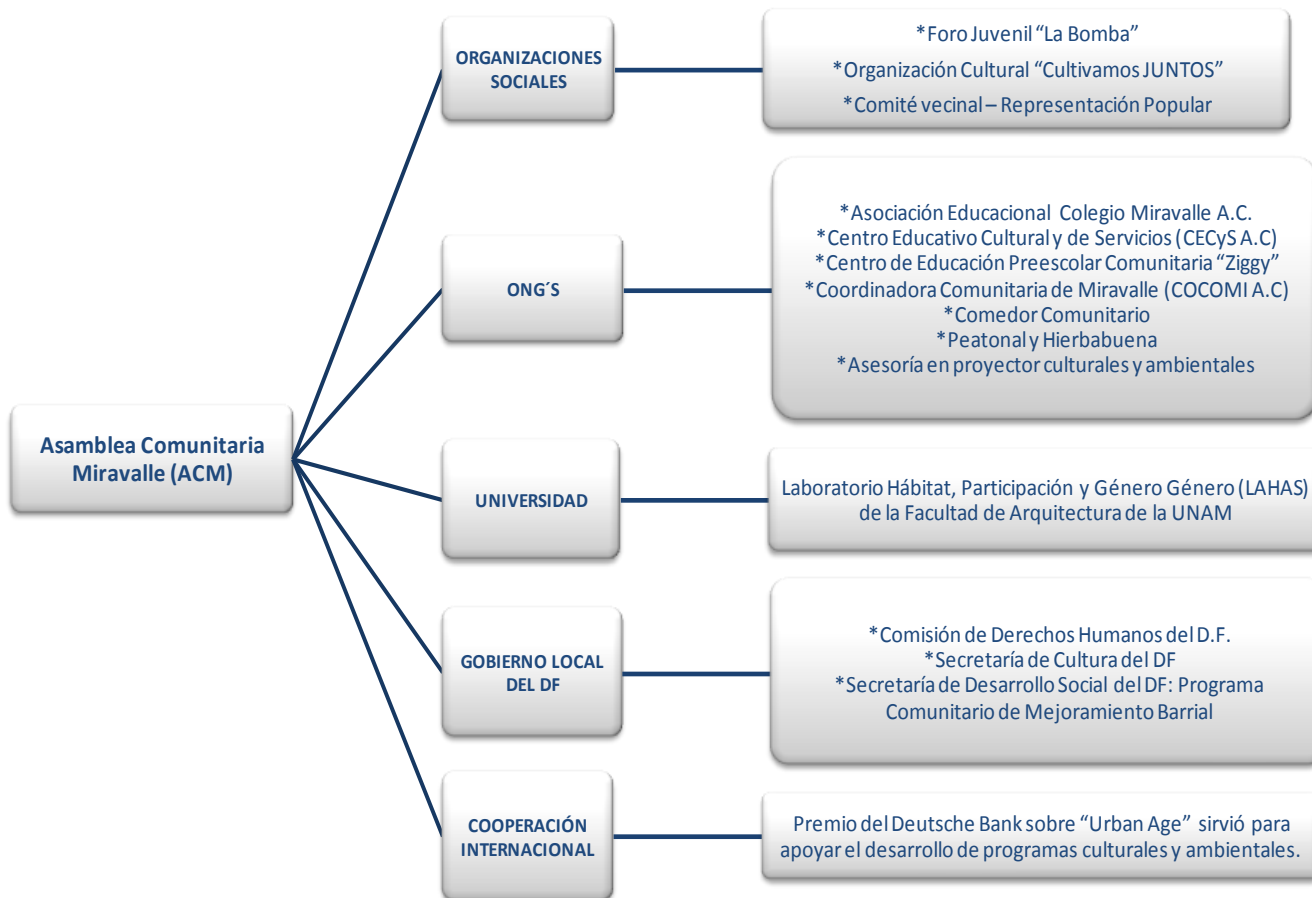 Asamblea Comunitaria
Miravalle (ACM)
ORGANIZACIONES
SOCIALES
*Foro Juvenil “La Bomba”
*Organización Cultural “Cultivamos JUNTOS”
*Comité vecinal – Representación Popular
ONG´S
*Asociación Educacional Colegio Miravalle A.C.
*Centro Educativo Cultural y de Servicios (CECyS A.C)
*Centro de Educación Preescolar Comunitaria “Ziggy”
*Coordinadora Comunitaria de Miravalle (COCOMI A.C)
*Comedor Comunitario
*Peatonal y Hierbabuena
*Asesoría en proyector culturales y ambientales
UNIVERSIDAD
Laboratorio Hábitat, Participación y Género Género (LAHAS)
de la Facultad de Arquitectura de la UNAM
GOBIERNO LOCAL
DEL DF
*Comisión de Derechos Humanos del D.F.
*Secretaría de Cultura del DF
*Secretaría de Desarrollo Social del DF: Programa
Comunitario de Mejoramiento Barrial
COOPERACIÓN
INTERNACIONAL
Premio del Deutsche Bank sobre “Urban Age” sirvió para
apoyar el desarrollo de programas culturales y ambientales.